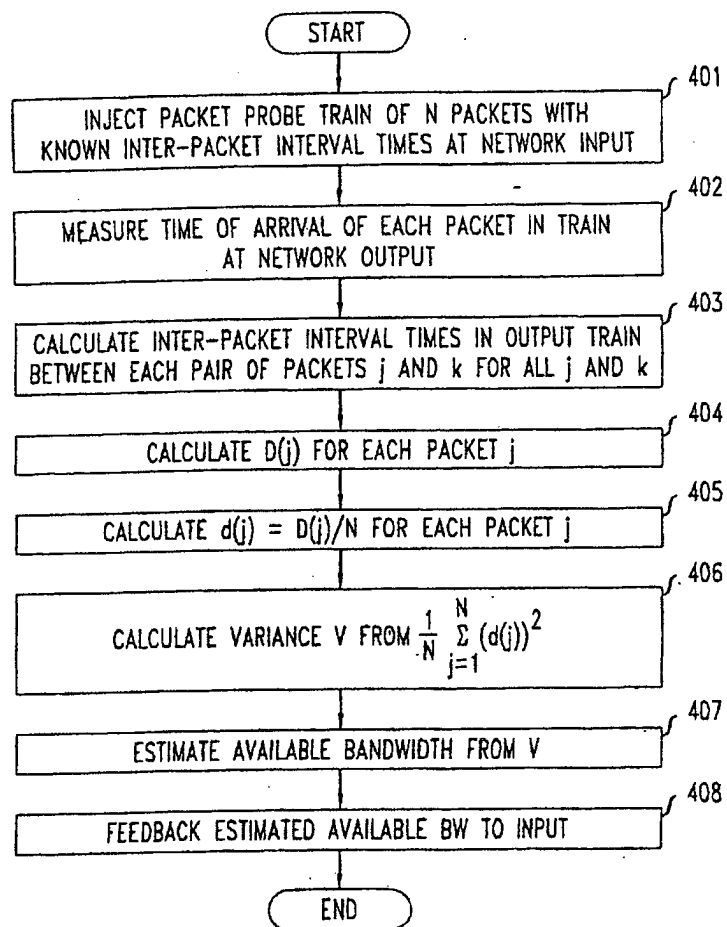 START
401
INJECT PACKET PROBE TRAIN OF N PACKETS WITH
KNOWN INTER-PACKET INTERVAL TIMES AT NETWORK INPUT
402
MEASURE TIME OF ARRIVAL OF EACH PACKET IN TRAIN
AT NETWORK OUTPUT
403
CALCULATE INTER-PACKET INTERVAL TIMES IN OUTPUT TRAIN
BETWEEN EACH PAIR OF PACKETS j AND k FOR ALL j AND k
404
CALCULATE D(j) FOR EACH PACKET j
405
CALCULATE d(j) = D(j)/N FOR EACH PACKET j
406
CALCULATE VARIANCE V FROM 1/N N Σ j=1 (d(j))²
407
ESTIMATE AVAILABLE BANDWIDTH FROM V
408
FEEDBACK ESTIMATED AVAILABLE BW TO INPUT
END